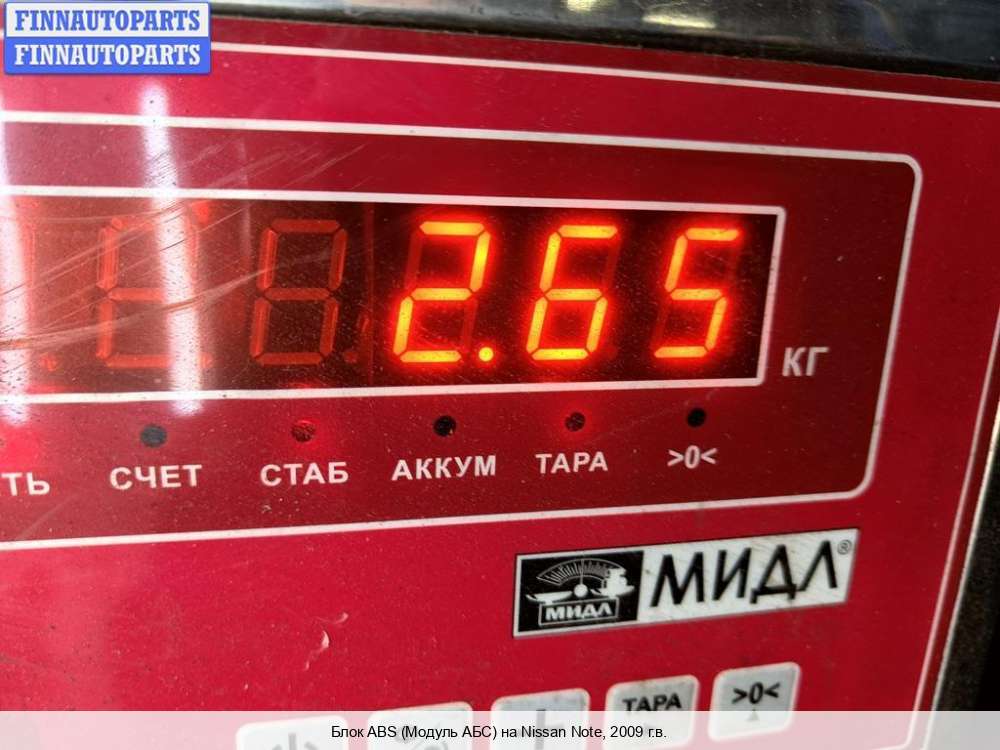 FINNAUTOPARTS
FINNAUTOPARTS
2.65
КГ
ТЬ СЧЕТ СТАБ АККУМ ТАРА >0<
МИДЛ МИДЛ®
ТАРА >0<
Блок ABS (Модуль АБС) на Nissan Note, 2009 г.в.